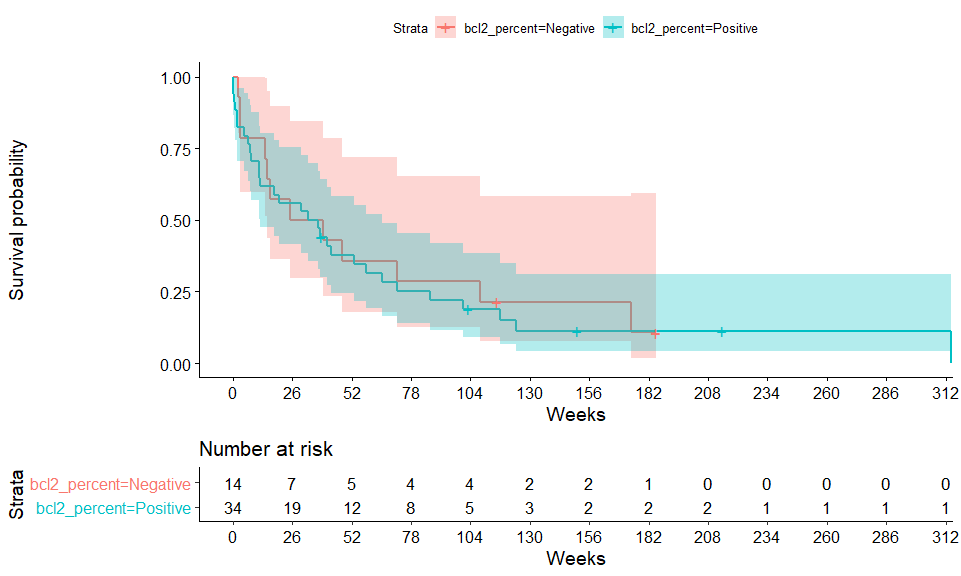 Strata bcl2_percent=Negative bcl2_percent=Positive
Survival probability
1.00
0.75
0.50
0.25
0.00
0 26 52 78 104 130 156 182 208 234 260 286 312
Weeks
Number at risk
Strata
bcl2_percent=Negative 14 7 5 4 4 2 2 1 0 0 0 0 0
bcl2_percent=Positive 34 19 12 8 5 3 2 2 2 1 1 1 1
0 26 52 78 104 130 156 182 208 234 260 286 312
Weeks